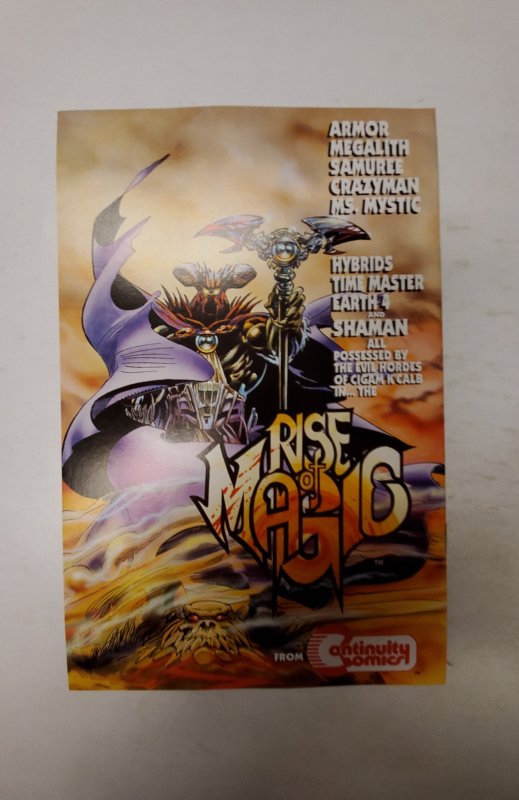 ARMOR
MEGALITH
SAMUREE
CRAZYMAN
MS. MYSTIC
HYBRIDS
TIME MASTER
EARTH 4
AND
SHAMAN
ALL
POSSESSED BY
THE EVIL HORDES
OF CIGAM K'CALB
IN... THE
RISE
of
MAGIC
TM
FROM Continuity
Comics!